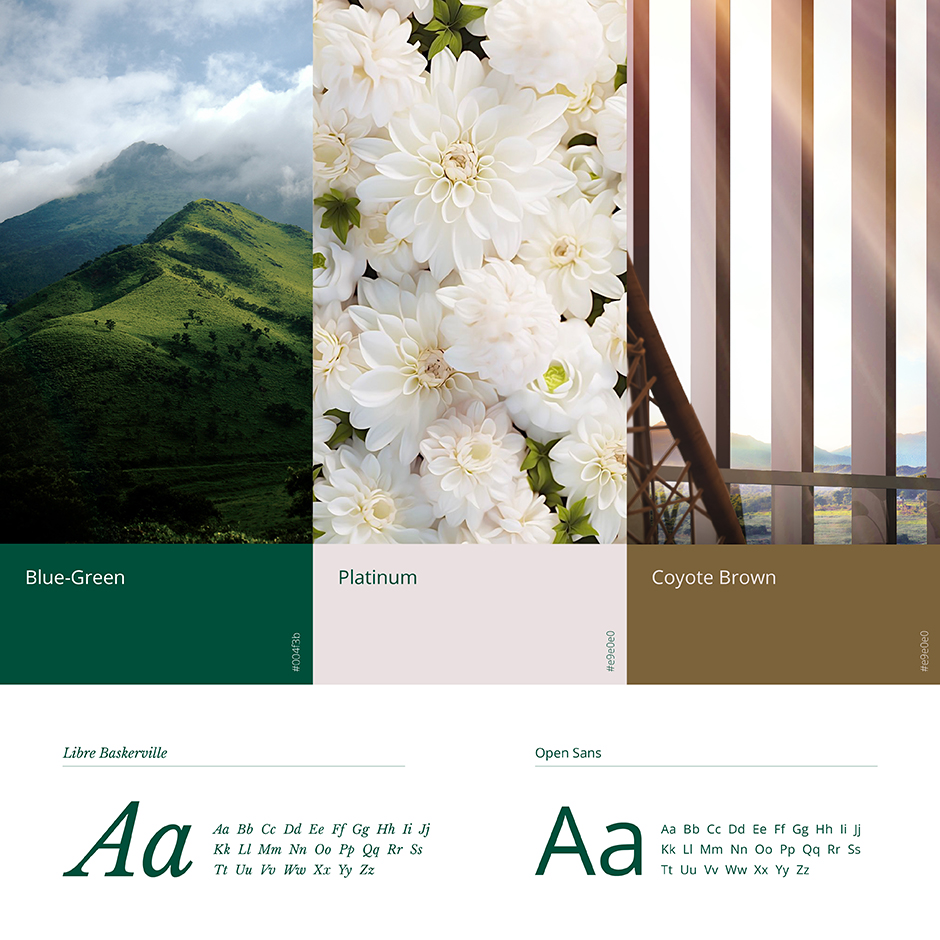 Blue-Green
#004f3b
Platinum
#e9e0e0
Coyote Brown
#e9e0e0
Libre Baskerville
Aa
Aa Bb Cc Dd Ee Ff Gg Hh Ii Jj
Kk Ll Mm Nn Oo Pp Qq Rr Ss
Tt Uu Vv Ww Xx Yy Zz
Open Sans
Aa
Aa Bb Cc Dd Ee Ff Gg Hh Ii Jj
Kk Ll Mm Nn Oo Pp Qq Rr Ss
Tt Uu Vv Ww Xx Yy Zz